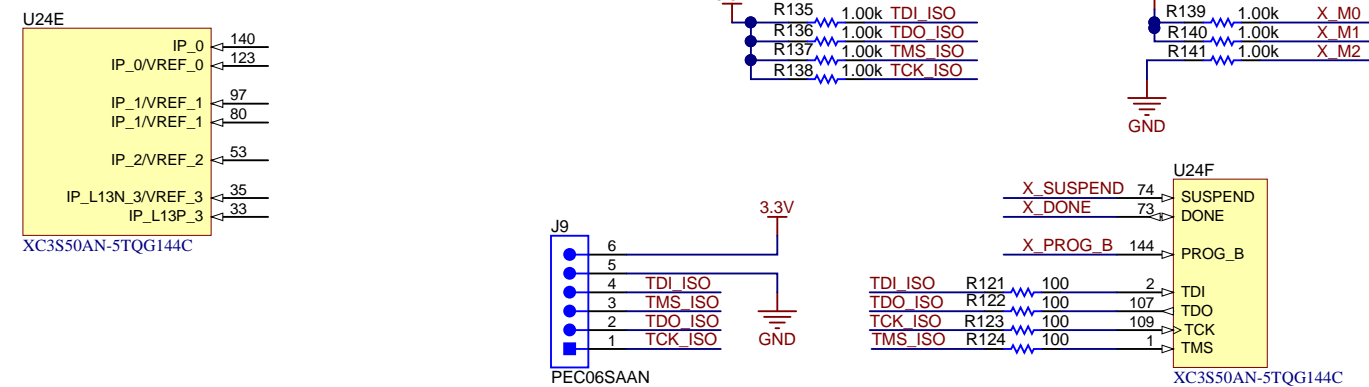 U24E
IP_0 140
IP_0/VREF_0 123
IP_1/VREF_1 97
IP_1/VREF_1 80
IP_2/VREF_2 53
IP_L13N_3/VREF_3 35
IP_L13P_3 33
XC3S50AN-5TQG144C
R135 1.00k TDI_ISO
R136 1.00k TDO_ISO
R137 1.00k TMS_ISO
R138 1.00k TCK_ISO
R139 1.00k X_M0
R140 1.00k X_M1
R141 1.00k X_M2
GND
J9
3.3V
6
5
4 TDI_ISO
3 TMS_ISO
2 TDO_ISO
1 TCK_ISO
GND
PEC06SAAN
U24F
X_SUSPEND 74 SUSPEND
X_DONE 73 DONE
X_PROG_B 144 PROG_B
TDI_ISO R121 100 2 TDI
TDO_ISO R122 100 107 TDO
TCK_ISO R123 100 109 TCK
TMS_ISO R124 100 1 TMS
XC3S50AN-5TQG144C